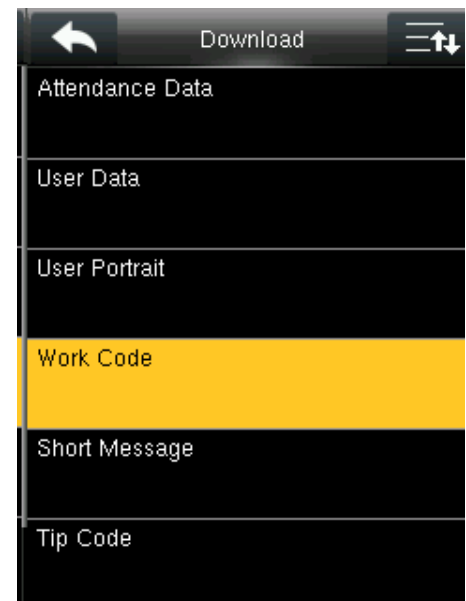 Download
Attendance Data
User Data
User Portrait
Work Code
Short Message
Tip Code